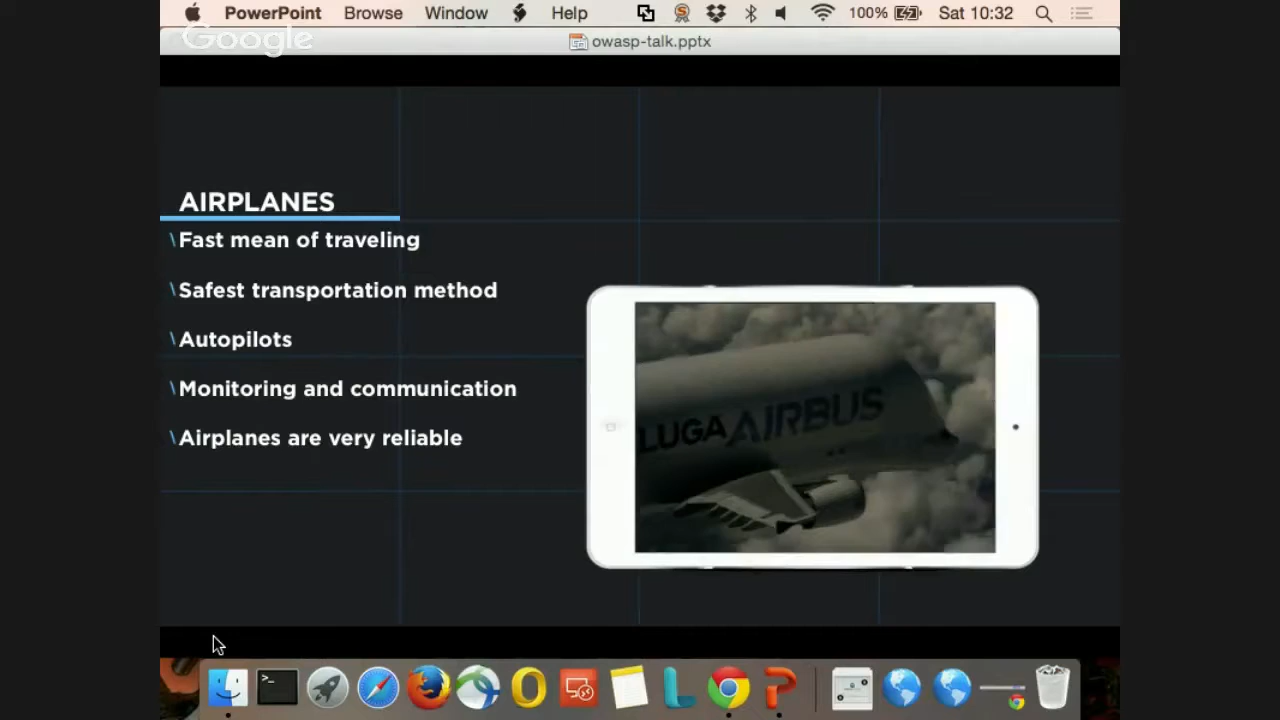 PowerPoint Browse Window Help 100% Sat 10:32
Google
owasp-talk.pptx
AIRPLANES
\Fast mean of traveling
\Safest transportation method
\Autopilots
\Monitoring and communication
\Airplanes are very reliable
LUGA AIRBUS